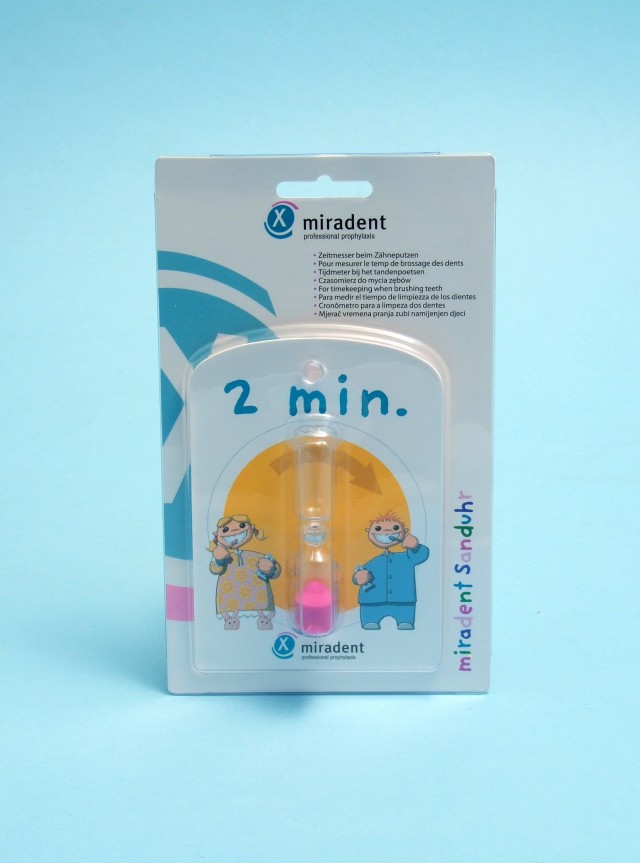 X miradent
professional prophylaxis
• Zeitmesser beim Zähneputzen
• Pour mesurer le temp de brossage des dents
• Tijdmeter bij het tandenpoetsen
• Czasomierz do mycia zębów
• For timekeeping when brushing teeth
• Para medir el tiempo de limpiezza de los dientes
• Cronômetro para a limpeza dos dentes
• Mjerač vremena pranja zubi namijenjen djeci
2 min.
miradent Sanduhr
X miradent
professional prophylaxis